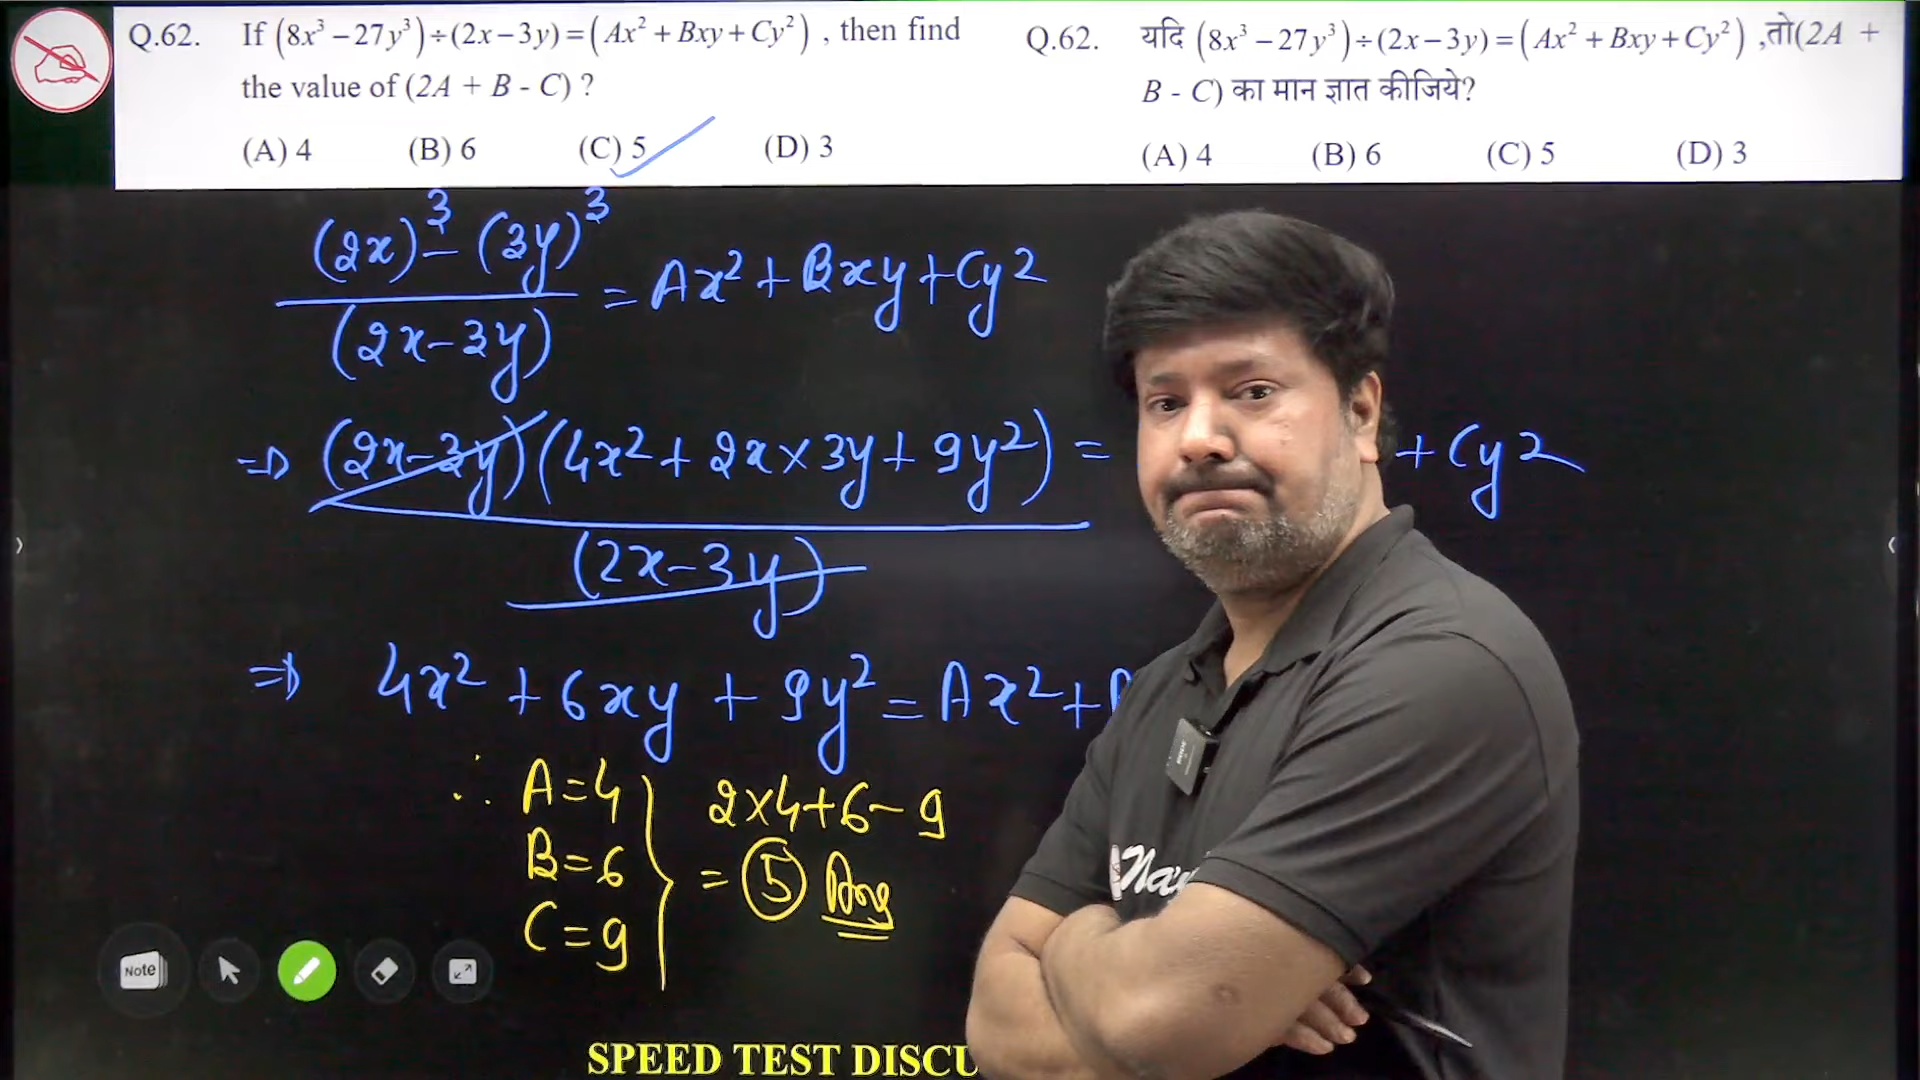 Q.62. If (8x³ – 27y³) ÷ (2x – 3y) = (Ax² + Bxy + Cy²) , then find
the value of (2A + B - C) ?
(A) 4 (B) 6 (C) 5 (D) 3
Q.62. यदि (8x³ – 27y³) ÷ (2x – 3y) = (Ax² + Bxy + Cy²) ,तो(2A +
B - C) का मान ज्ञात कीजिये?
(A) 4 (B) 6 (C) 5 (D) 3
(2x)³ – (3y)³
(2x–3y)
= Ax² + Bxy + Cy²
⇒ (2x–3y)(4x² + 2x × 3y + 9y²) = + Cy²
(2x–3y)
⇒ 4x² + 6xy + 9y² = Ax² +
∴ A=4
B=6
C=9
2×4+6–9
= 5 Ans
Note
SPEED TEST DISCU